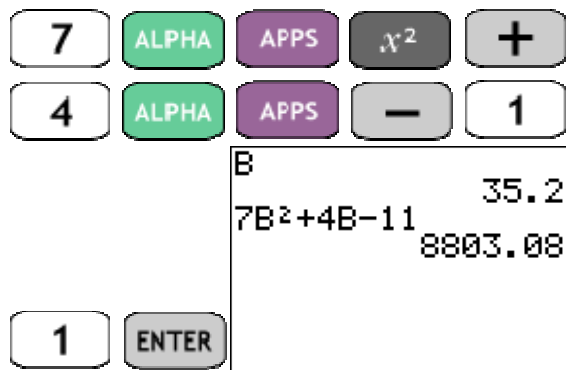 7 ALPHA APPS x² +
4 ALPHA APPS − 1
B
35.2
7B²+4B−11
8803.08
1 ENTER